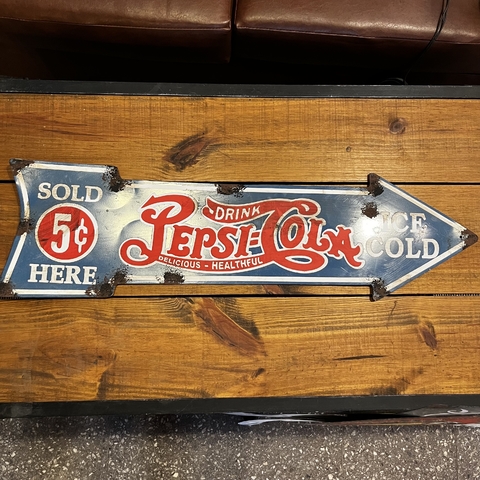 SOLD
5¢
HERE
DRINK
PEPSI=COLA
DELICIOUS - HEALTHFUL
ICE
COLD